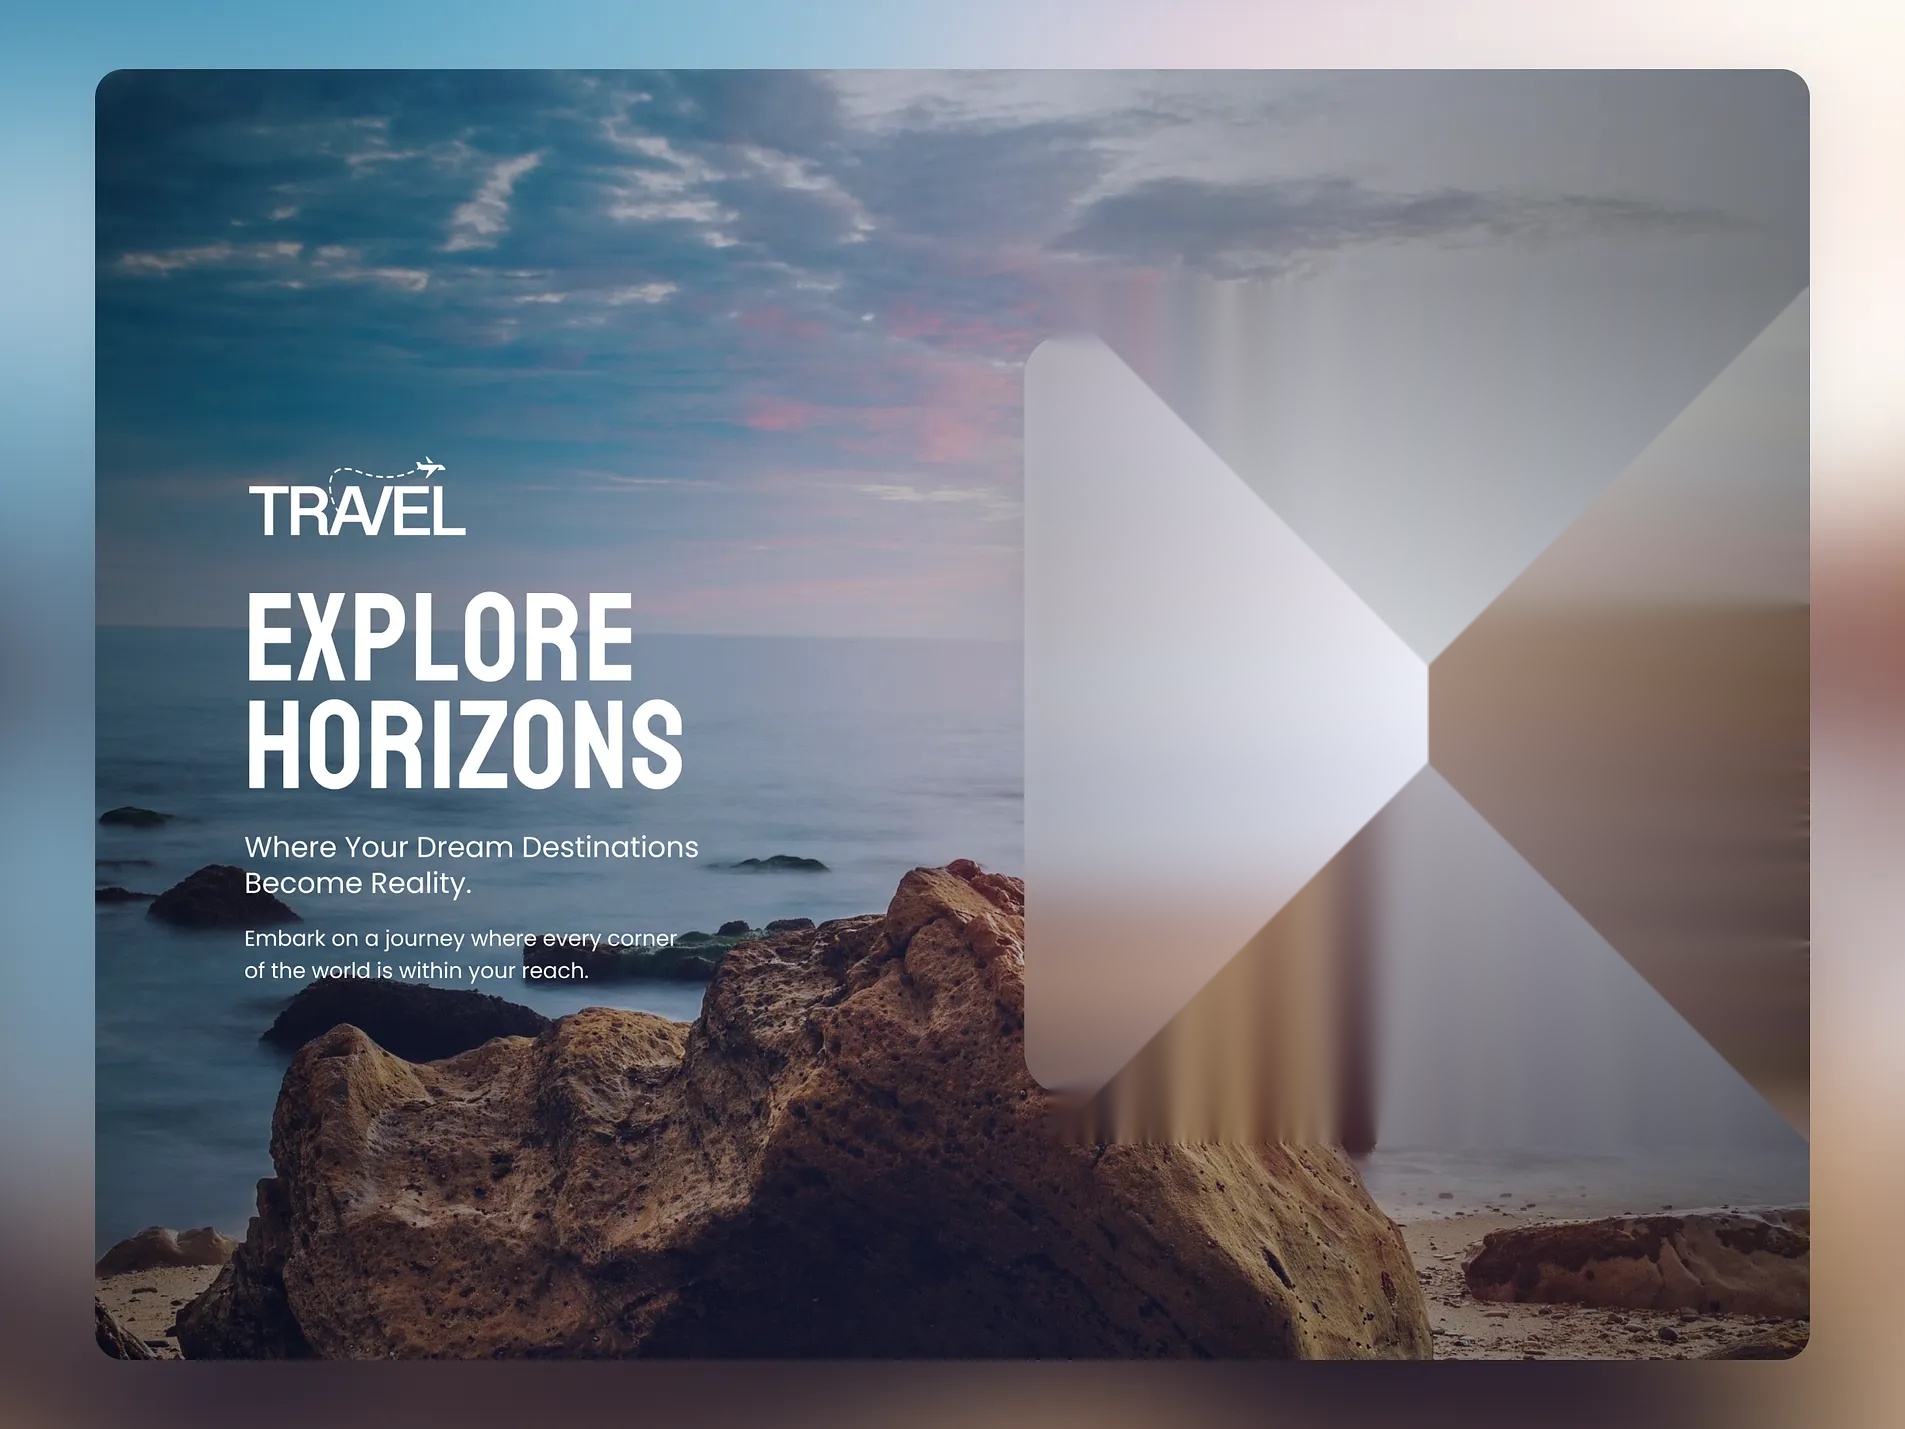 TRAVEL
EXPLORE
HORIZONS
Where Your Dream Destinations
Become Reality.
Embark on a journey where every corner
of the world is within your reach.